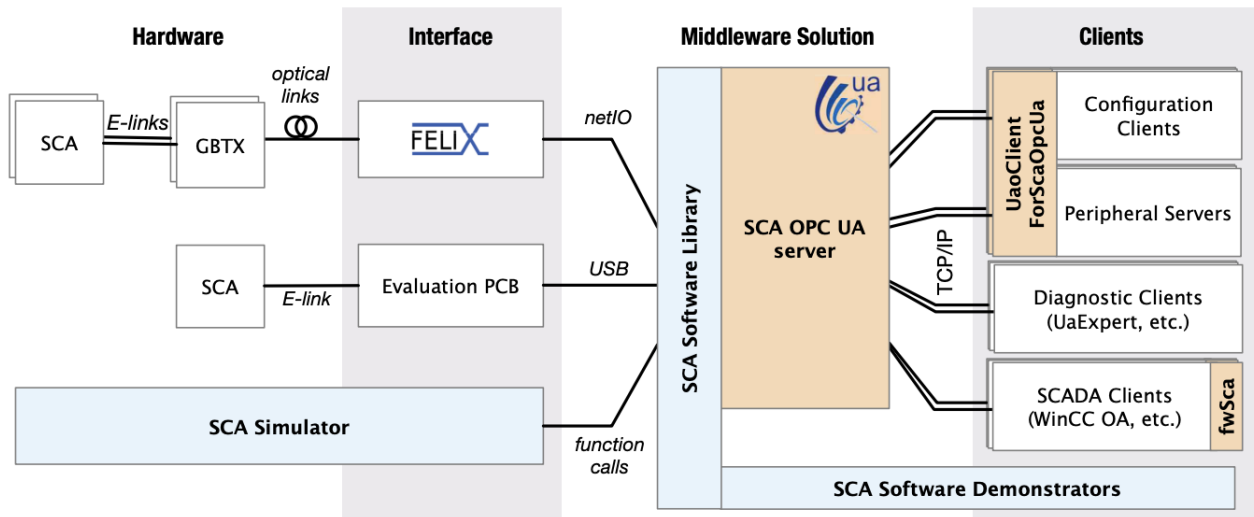 Hardware
Interface
Middleware Solution
Clients
optical
links
E-links
SCA
GBTX
FELIX
netIO
ua
SCA Software Library
SCA OPC UA
server
TCP/IP
UaoClient
ForScaOpcUa
Configuration
Clients
Peripheral Servers
SCA
E-link
Evaluation PCB
USB
Diagnostic Clients
(UaExpert, etc.)
SCA Simulator
function
calls
SCADA Clients
(WinCC OA, etc.)
fwSca
SCA Software Demonstrators